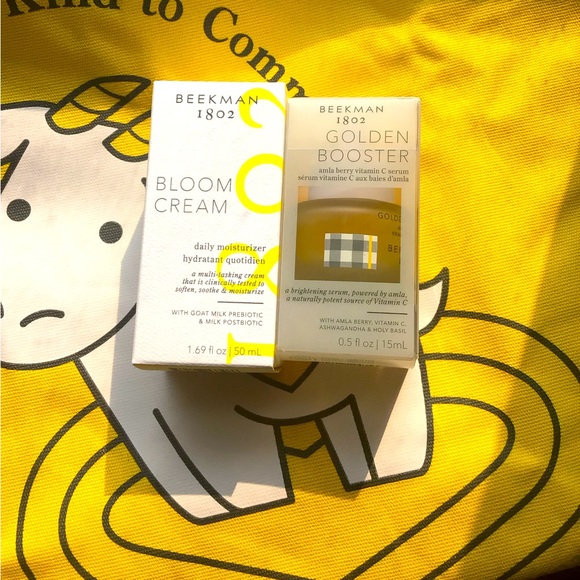 Kind to Comp
BEEKMAN
1802
BLOOM
CREAM
daily moisturizer
hydratant quotidien
a multi-tasking cream
that is clinically tested to
soften, soothe & moisturize
WITH GOAT MILK PREBIOTIC
& MILK POSTBIOTIC
1.69 fl oz | 50 mL
BEEKMAN
1802
GOLDEN
BOOSTER
amla berry vitamin C serum
sérum vitamine C aux baies d'amla
a brightening serum, powered by amla,
a naturally potent source of Vitamin C
WITH AMLA BERRY, VITAMIN C,
ASHWAGANDHA & HOLY BASIL
0.5 fl oz | 15mL